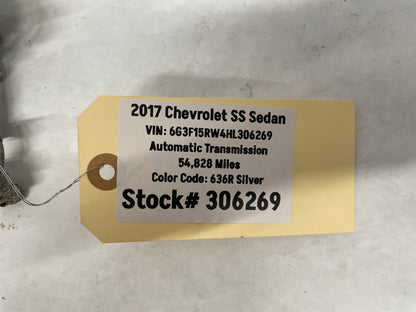 2017 Chevrolet SS Sedan
VIN: 6G3F15RW4HL306269
Automatic Transmission
54,828 Miles
Color Code: 636R Silver
Stock# 306269